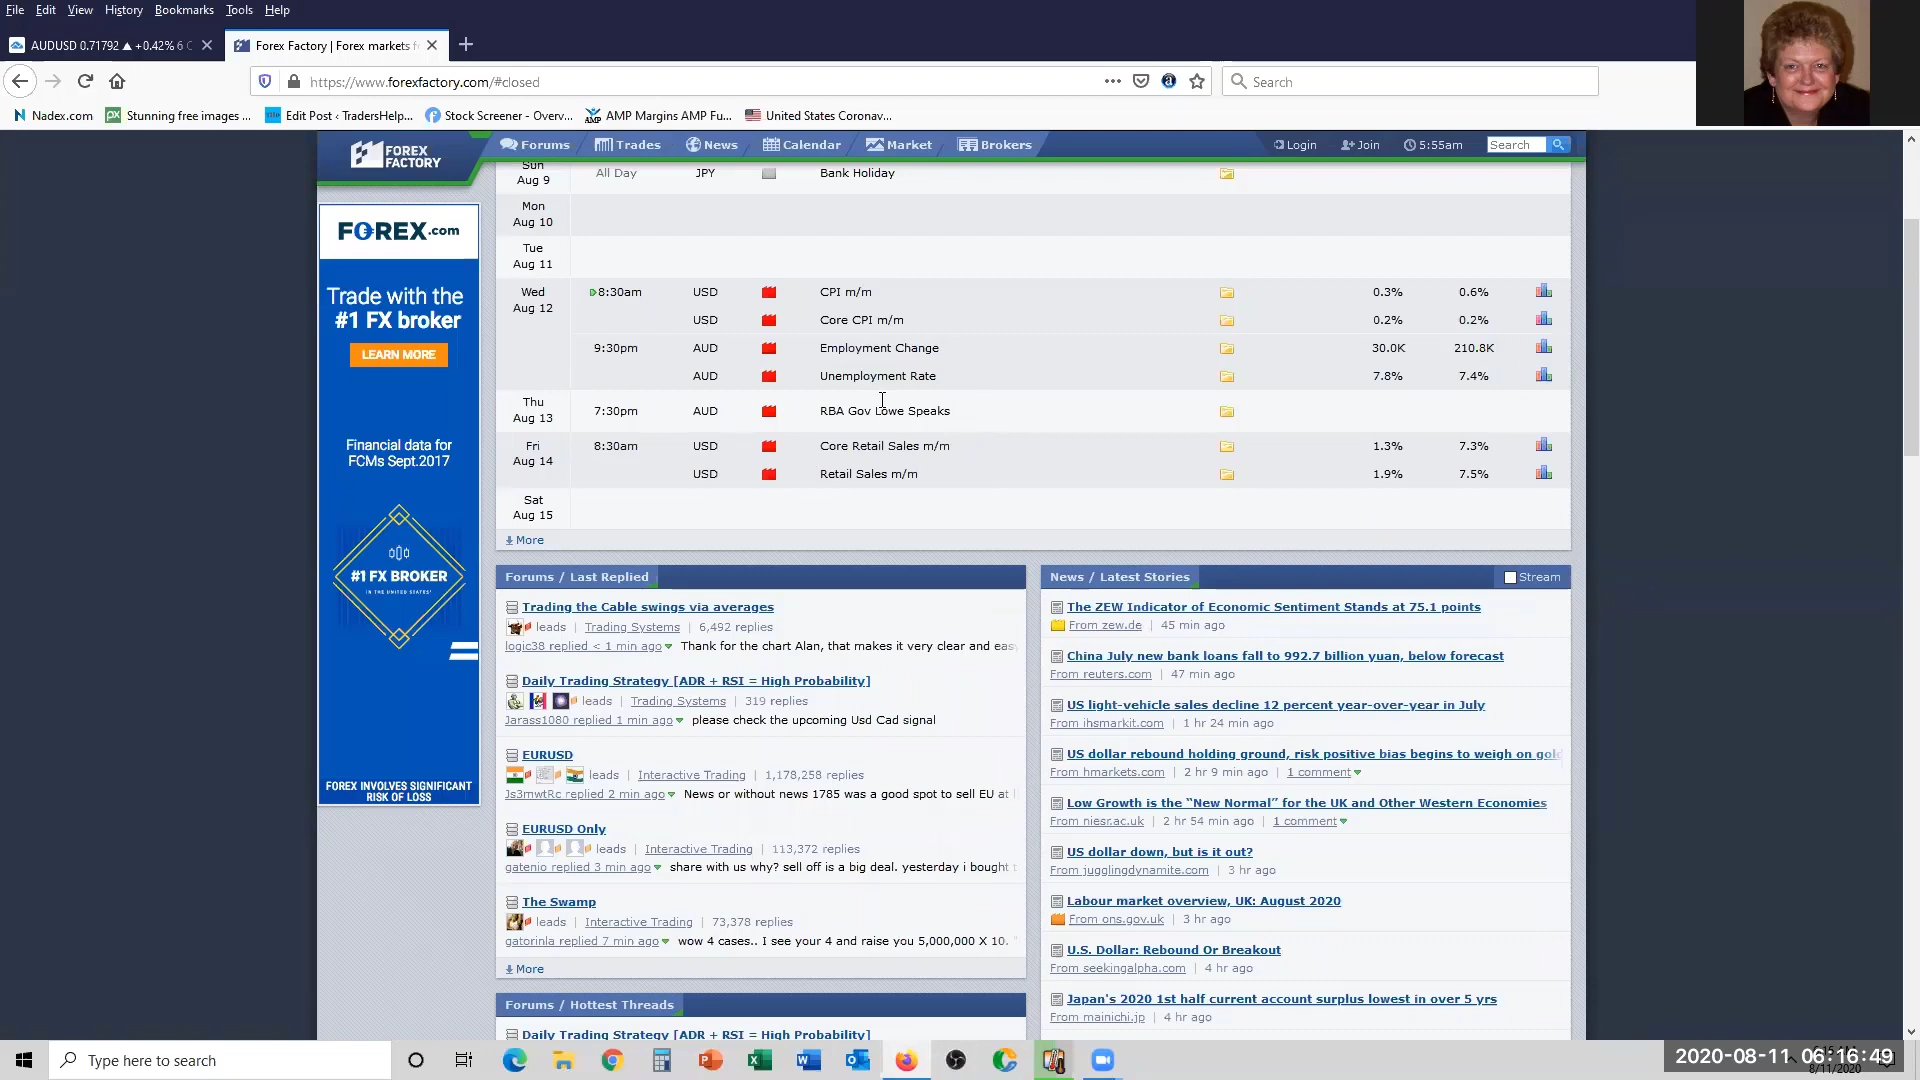 File Edit View History Bookmarks Tools Help
AUDUSD 0.71792 ▲ +0.42% 6
Forex Factory | Forex markets f
https://www.forexfactory.com/#closed
Search
Nadex.com
Stunning free images ...
Edit Post ‹ TradersHelp...
Stock Screener - Overv...
AMP Margins AMP Fu...
United States Coronav...
FOREX FACTORY
Forums Trades News Calendar Market Brokers
Login Join 5:55am Search
Sun Aug 9 All Day JPY Bank Holiday
Mon Aug 10
Tue Aug 11
Wed Aug 12 8:30am USD CPI m/m 0.3% 0.6%
USD Core CPI m/m 0.2% 0.2%
9:30pm AUD Employment Change 30.0K 210.8K
AUD Unemployment Rate 7.8% 7.4%
Thu Aug 13 7:30pm AUD RBA Gov Lowe Speaks
Fri Aug 14 8:30am USD Core Retail Sales m/m 1.3% 7.3%
USD Retail Sales m/m 1.9% 7.5%
Sat Aug 15
More
FOREX.com
Trade with the
#1 FX broker
LEARN MORE
Financial data for
FCMs Sept.2017
#1 FX BROKER
IN THE UNITED STATES*
FOREX INVOLVES SIGNIFICANT
RISK OF LOSS
Forums / Last Replied
Trading the Cable swings via averages
leads | Trading Systems | 6,492 replies
logic38 replied < 1 min ago Thank for the chart Alan, that makes it very clear and eas
Daily Trading Strategy [ADR + RSI = High Probability]
leads | Trading Systems | 319 replies
Jarass1080 replied 1 min ago please check the upcoming Usd Cad signal
EURUSD
leads | Interactive Trading | 1,178,258 replies
Js3mwtRc replied 2 min ago News or without news 1785 was a good spot to sell EU at
EURUSD Only
leads | Interactive Trading | 113,372 replies
gatenio replied 3 min ago share with us why? sell off is a big deal. yesterday i bought
The Swamp
leads | Interactive Trading | 73,378 replies
gatorinla replied 7 min ago wow 4 cases.. I see your 4 and raise you 5,000,000 X 10.
More
Forums / Hottest Threads
Daily Trading Strategy [ADR + RSI = High Probability]
News / Latest Stories Stream
The ZEW Indicator of Economic Sentiment Stands at 75.1 points
From zew.de | 45 min ago
China July new bank loans fall to 992.7 billion yuan, below forecast
From reuters.com | 47 min ago
US light-vehicle sales decline 12 percent year-over-year in July
From ihsmarkit.com | 1 hr 24 min ago
US dollar rebound holding ground, risk positive bias begins to weigh on gold
From hmarkets.com | 2 hr 9 min ago | 1 comment
Low Growth is the “New Normal” for the UK and Other Western Economies
From niesr.ac.uk | 2 hr 54 min ago | 1 comment
US dollar down, but is it out?
From jugglingdynamite.com | 3 hr ago
Labour market overview, UK: August 2020
From ons.gov.uk | 3 hr ago
U.S. Dollar: Rebound Or Breakout
From seekingalpha.com | 4 hr ago
Japan's 2020 1st half current account surplus lowest in over 5 yrs
From mainichi.jp | 4 hr ago
Type here to search
2020-08-11 06:16:49
8/11/2020